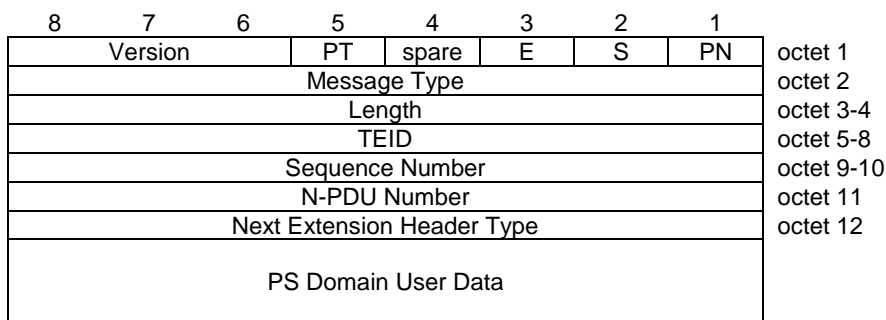 8 7 6 5 4 3 2 1
Version PT spare E S PN octet 1
Message Type octet 2
Length octet 3-4
TEID octet 5-8
Sequence Number octet 9-10
N-PDU Number octet 11
Next Extension Header Type octet 12
PS Domain User Data